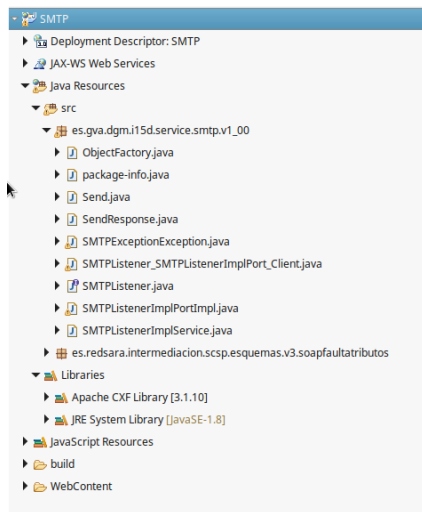 SMTP
Deployment Descriptor: SMTP
JAX-WS Web Services
Java Resources
src
es.gva.dgm.i15d.service.smtp.v1_00
ObjectFactory.java
package-info.java
Send.java
SendResponse.java
SMTPExceptionException.java
SMTPListener_SMTPListenerImplPort_Client.java
SMTPListener.java
SMTPListenerImplPortImpl.java
SMTPListenerImplService.java
es.redsara.intermediacion.scsp.esquemas.v3.soapfaultatributos
Libraries
Apache CXF Library [3.1.10]
JRE System Library [JavaSE-1.8]
JavaScript Resources
build
WebContent